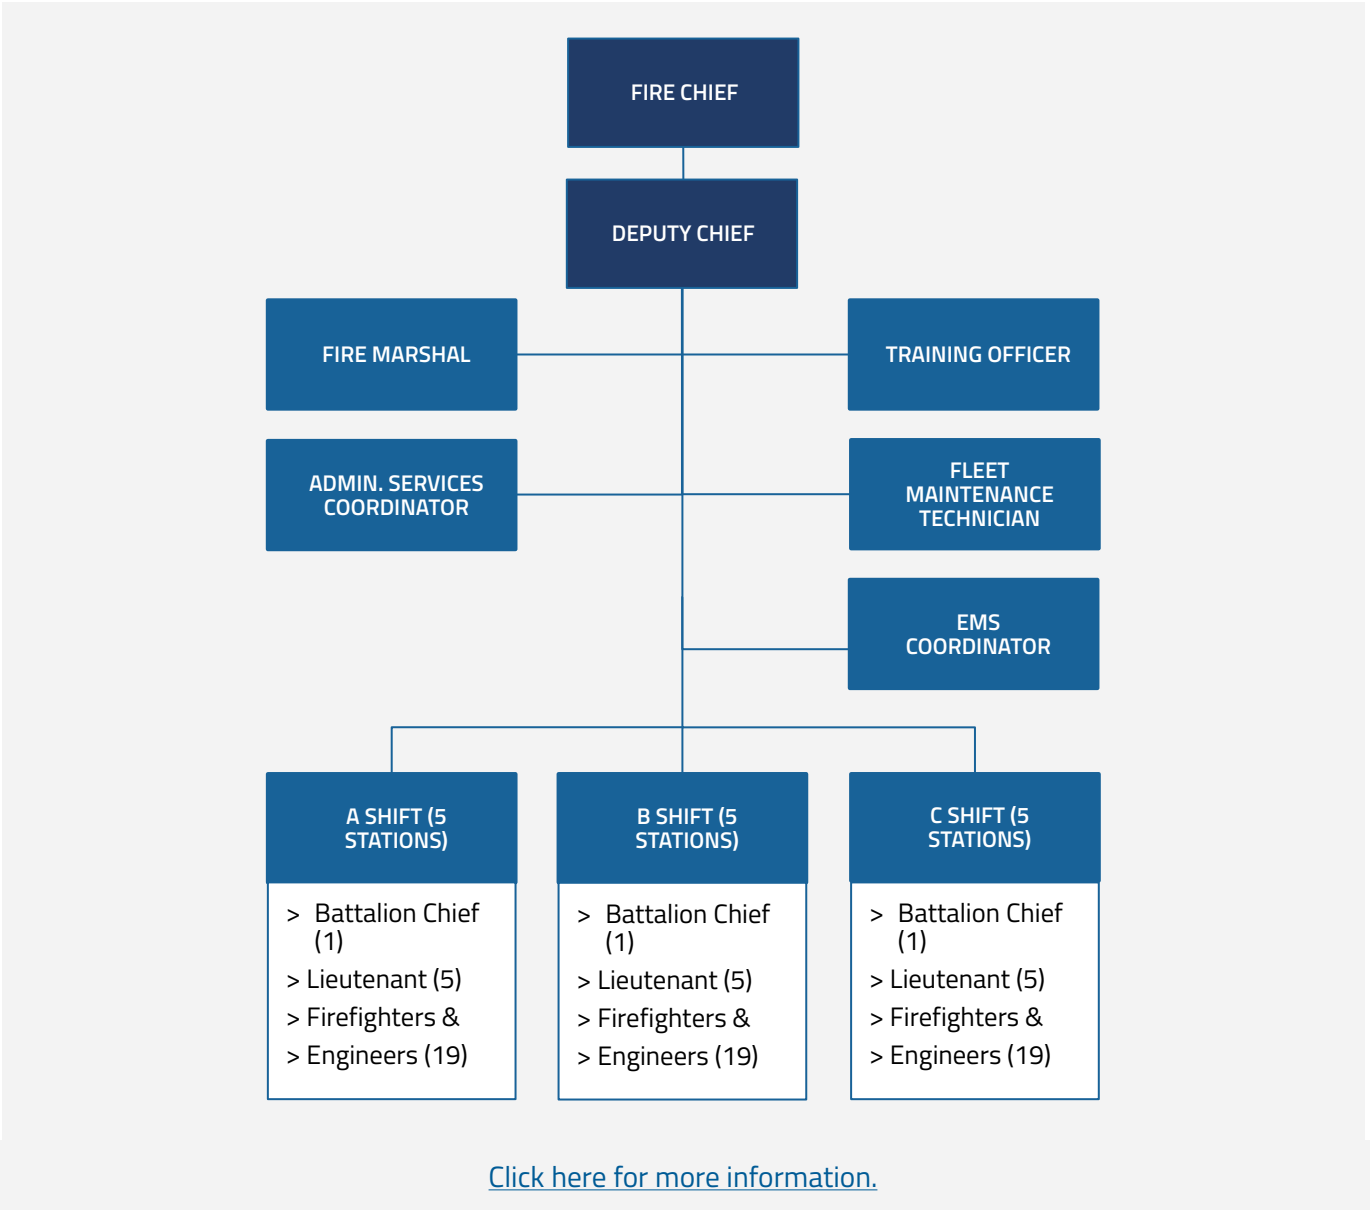 FIRE CHIEF
DEPUTY CHIEF
FIRE MARSHAL
TRAINING OFFICER
ADMIN. SERVICES
COORDINATOR
FLEET
MAINTENANCE
TECHNICIAN
EMS
COORDINATOR
A SHIFT (5
STATIONS)
> Battalion Chief
(1)
> Lieutenant (5)
> Firefighters &
> Engineers (19)
B SHIFT (5
STATIONS)
> Battalion Chief
(1)
> Lieutenant (5)
> Firefighters &
> Engineers (19)
C SHIFT (5
STATIONS)
> Battalion Chief
(1)
> Lieutenant (5)
> Firefighters &
> Engineers (19)
Click here for more information.